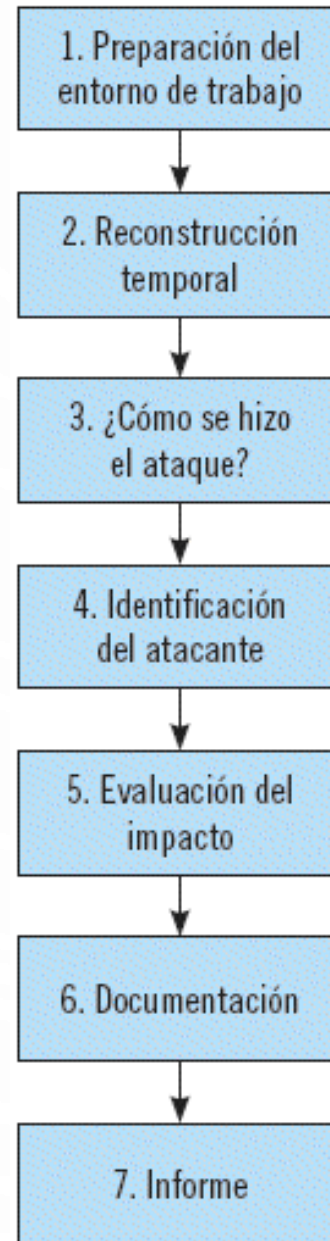 1. Preparación del
entorno de trabajo
2. Reconstrucción
temporal
3. ¿Cómo se hizo
el ataque?
4. Identificación
del atacante
5. Evaluación del
impacto
6. Documentación
7. Informe